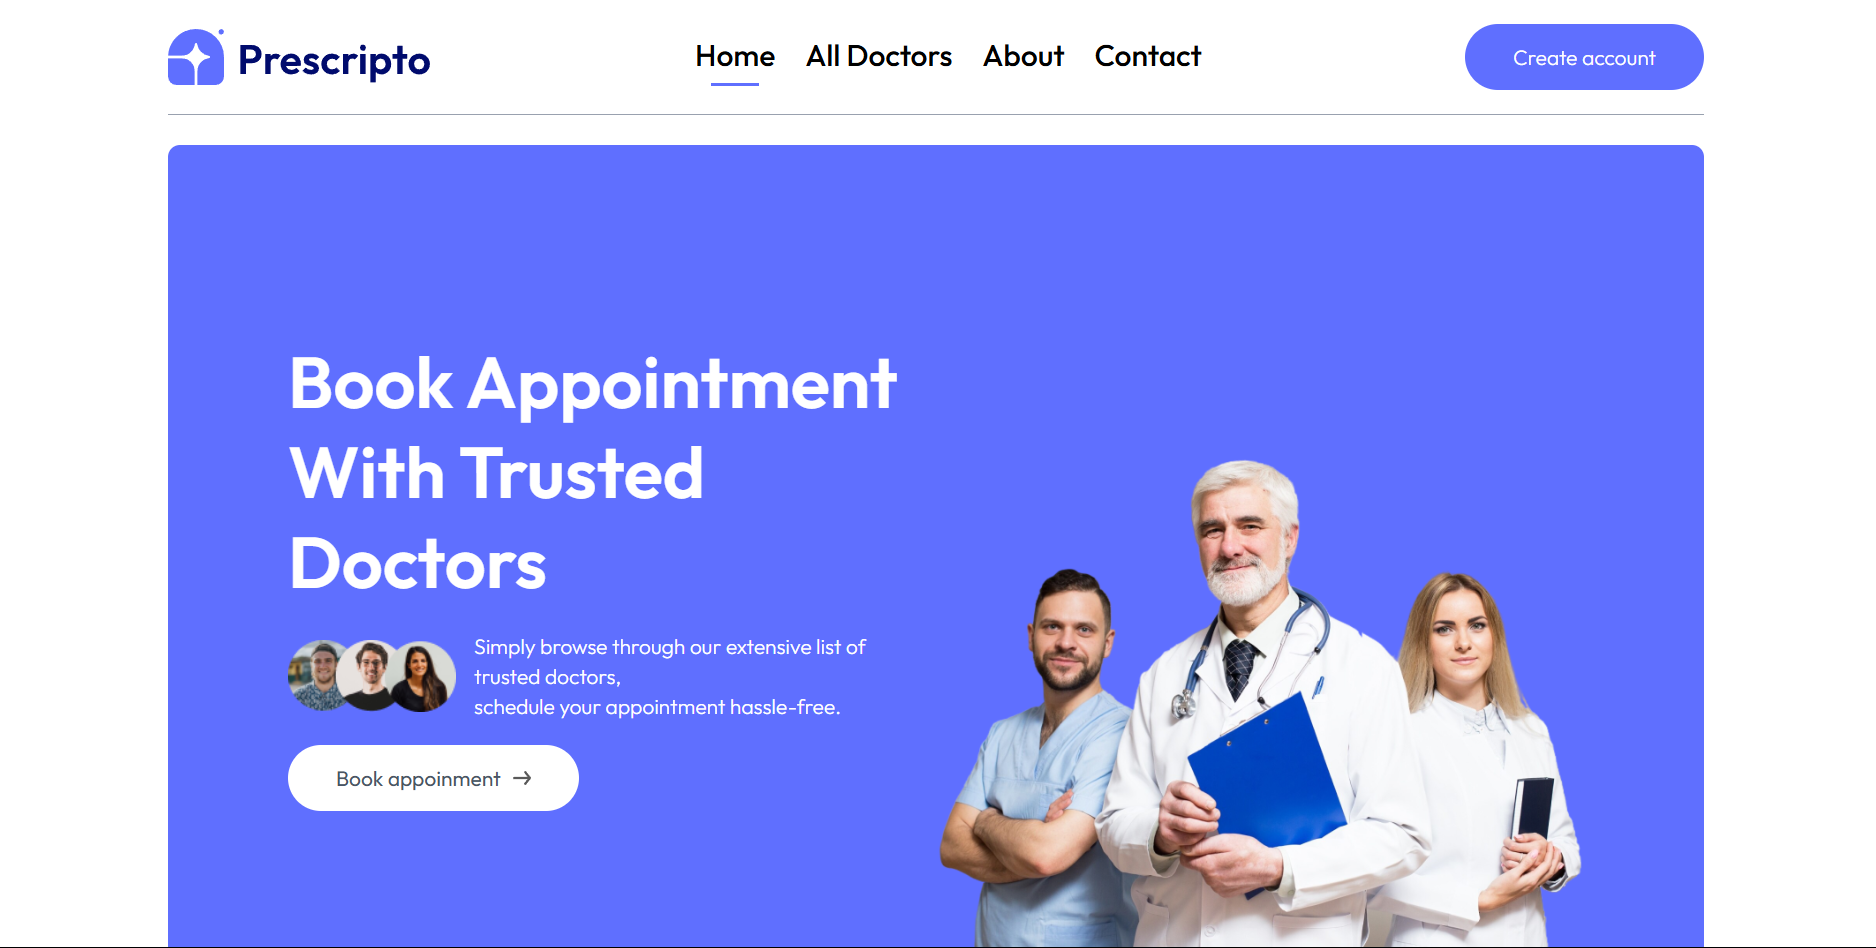 Prescripto
Home
All Doctors
About
Contact
Create account
Book Appointment
With Trusted
Doctors
Simply browse through our extensive list of
trusted doctors,
schedule your appointment hassle-free.
Book appoinment